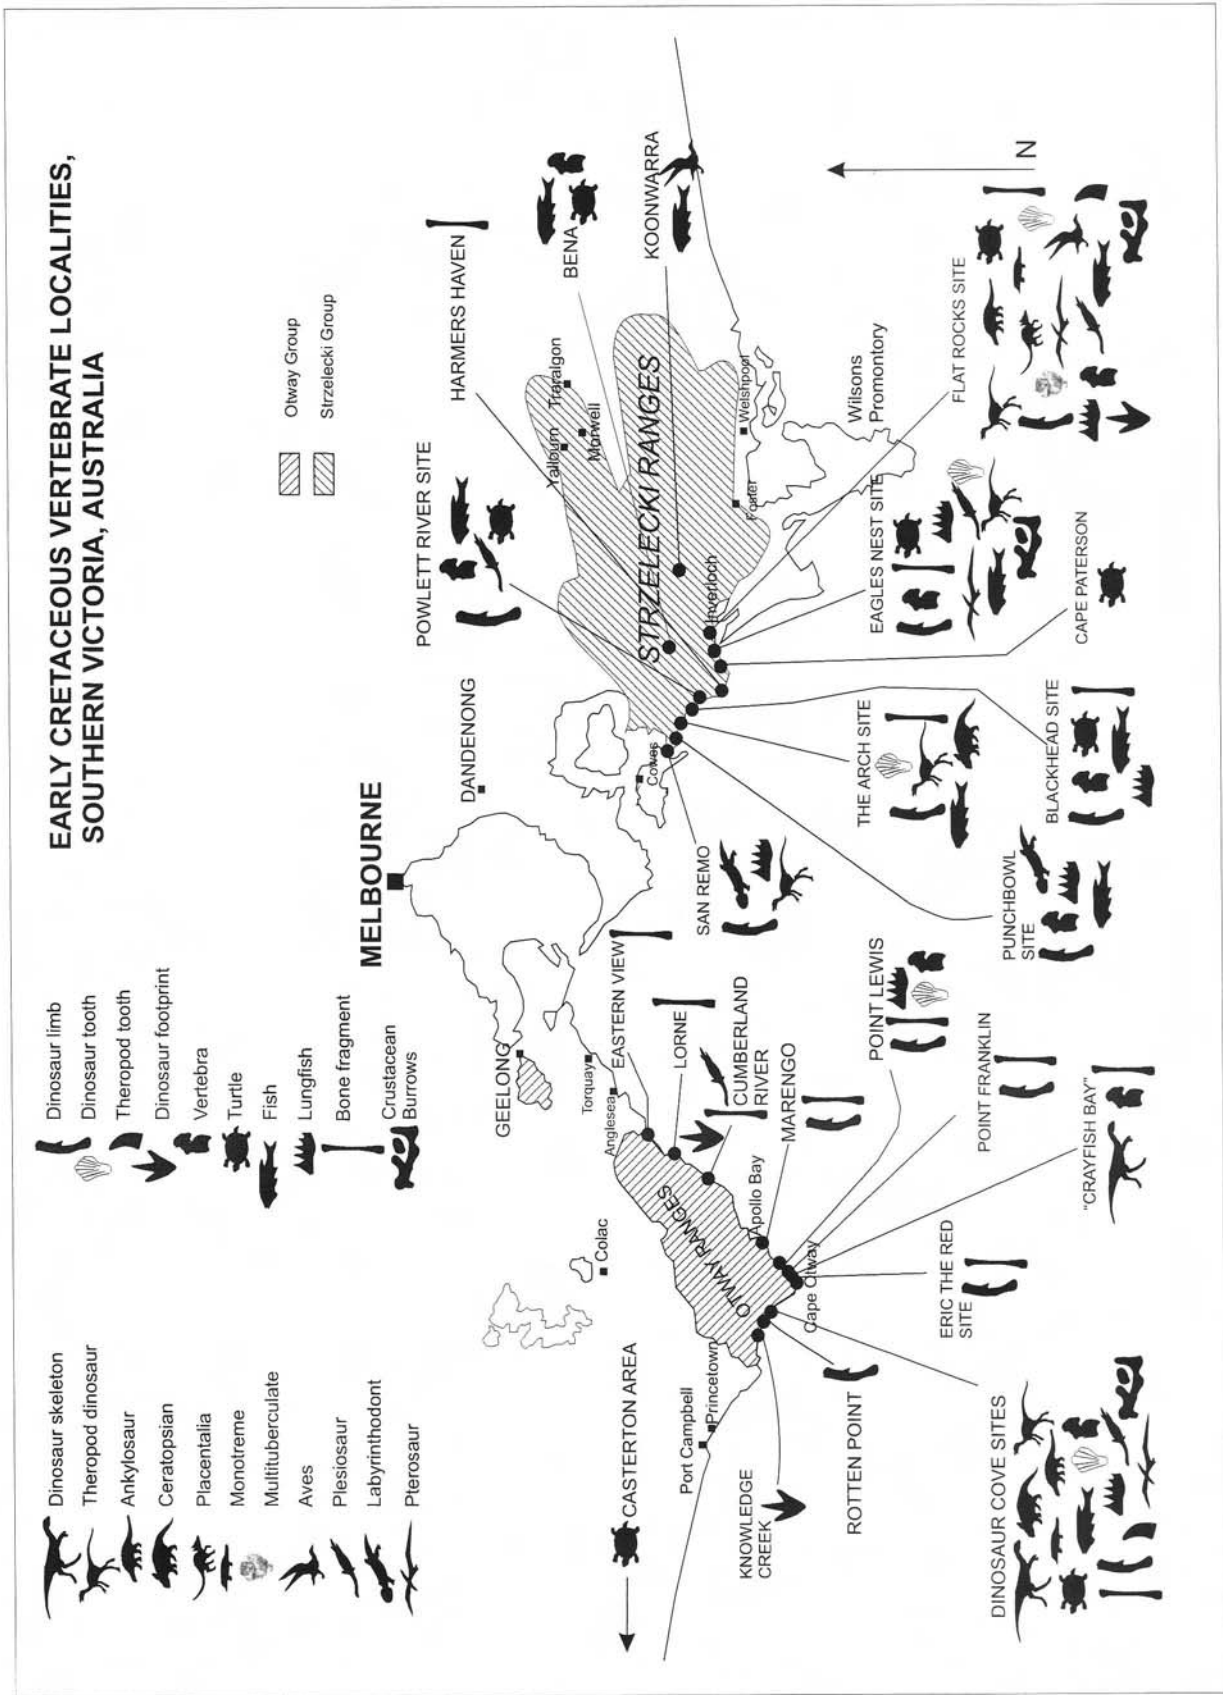 EARLY CRETACEOUS VERTEBRATE LOCALITIES,
SOUTHERN VICTORIA, AUSTRALIA
Dinosaur skeleton
Theropod dinosaur
Ankylosaur
Ceratopsian
Placentalia
Monotreme
Multituberculate
Aves
Plesiosaur
Labyrinthodont
Pterosaur
Dinosaur limb
Dinosaur tooth
Theropod tooth
Dinosaur footprint
Vertebra
Turtle
Fish
Lungfish
Bone fragment
Crustacean
Burrows
Otway Group
Strzelecki Group
MELBOURNE
DANDENONG
POWLETT RIVER SITE
HARMERS HAVEN
BENA
KOONWARRA
Yallourn
Traralgon
Morwell
STRZELECKI RANGES
Welshpool
Foster
Inverloch
Cowes
Wilsons
Promontory
N
GEELONG
Torquay
Anglesea
EASTERN VIEW
LORNE
CUMBERLAND
RIVER
MARENGO
Colac
OTWAY RANGES
Apollo Bay
Cape Otway
CASTERTON AREA
Port Campbell
Princetown
KNOWLEDGE
CREEK
ROTTEN POINT
DINOSAUR COVE SITES
ERIC THE RED
SITE
"CRAYFISH BAY"
POINT FRANKLIN
POINT LEWIS
SAN REMO
PUNCHBOWL
SITE
THE ARCH SITE
BLACKHEAD SITE
CAPE PATERSON
EAGLES NEST SITE
FLAT ROCKS SITE